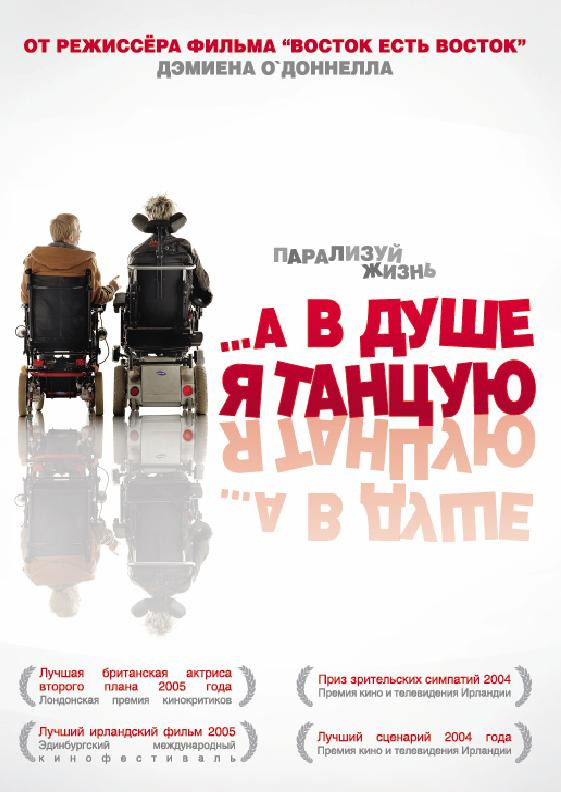 ОТ РЕЖИССЁРА ФИЛЬМА “ВОСТОК ЕСТЬ ВОСТОК”
ДЭМИЕНА О`ДОННЕЛЛА
ПАРАЛИЗУЙ
ЖИЗНЬ
...А В ДУШЕ
Я ТАНЦУЮ
Лучшая британская актриса
второго плана 2005 года
Лондонская премия кинокритиков
Приз зрительских симпатий 2004
Премия кино и телевидения Ирландии
Лучший ирландский фильм 2005
Эдинбургский международный
кинофестиваль
Лучший сценарий 2004 года
Премия кино и телевидения Ирландии